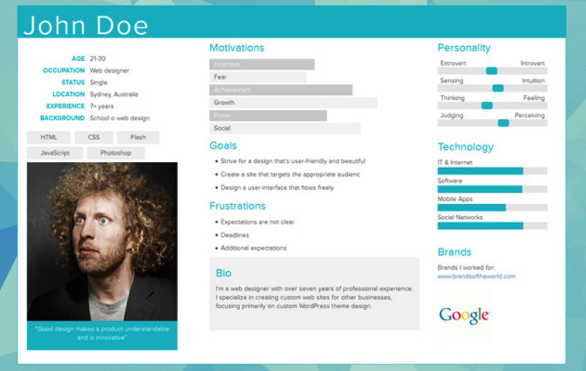 John Doe
AGE 21-30
OCCUPATION Web designer
STATUS Single
LOCATION Sydney, Australia
EXPERIENCE 7+ years
BACKGROUND School o web design
HTML CSS Flash
JavaScript Photoshop
"Good design makes a product understandable
and is innovative"
Motivations
Incentive
Fear
Achievement
Growth
Power
Social
Goals
• Strive for a design that's user-friendly and beautiful
• Create a site that targets the appropriate audienc
• Design a user-interface that flows freely
Frustrations
• Expectations are not clear
• Deadlines
• Additional expectations
Bio
I'm a web designer with over seven years of professional experience.
I specialize in creating custom web sites for other businesses,
focusing primarily on custom WordPress theme design.
Personality
Extrovert Introvert
Sensing Intuition
Thinking Feeling
Judging Perceiving
Technology
IT & Internet
Software
Mobile Apps
Social Networks
Brands
Brands I worked for:
www.brandsoftheworld.com
Google